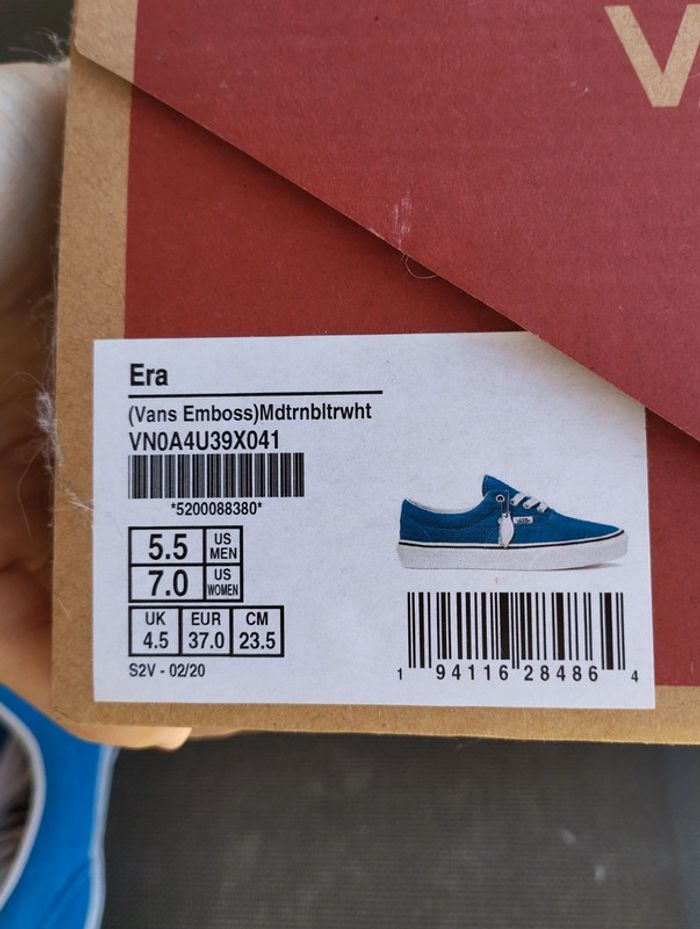 V
Era
(Vans Emboss)Mdtrnbltrwht
VN0A4U39X041
*5200088380*
5.5 US MEN
7.0 US WOMEN
UK EUR CM
4.5 37.0 23.5
S2V - 02/20
1 94116 28486 4